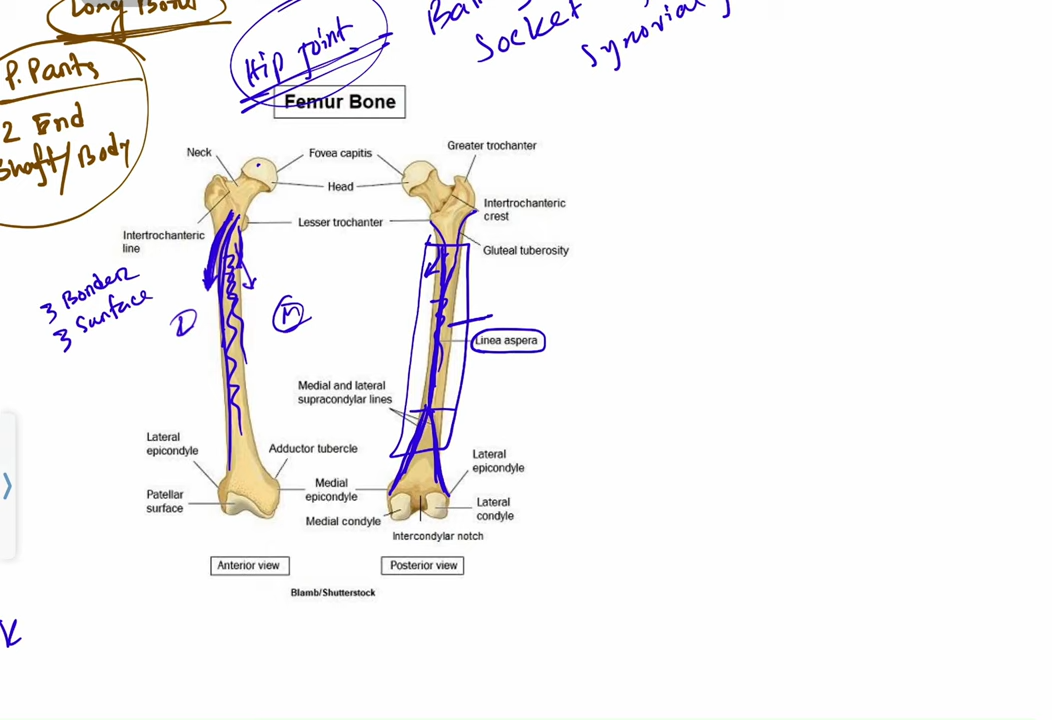 Long Bone
Hip joint
Socket
Synovial
P. Parts
2 End
Shaft/Body
Femur Bone
Neck
Fovea capitis
Greater trochanter
Head
Intertrochanteric
crest
Lesser trochanter
Intertrochanteric
line
Gluteal tuberosity
3 Border
3 Surface
L
M
Linea aspera
Medial and lateral
supracondylar lines
Lateral
epicondyle
Adductor tubercle
Lateral
epicondyle
Medial
epicondyle
Patellar
surface
Lateral
condyle
Medial condyle
Intercondylar notch
Anterior view
Posterior view
Blamb/Shutterstock